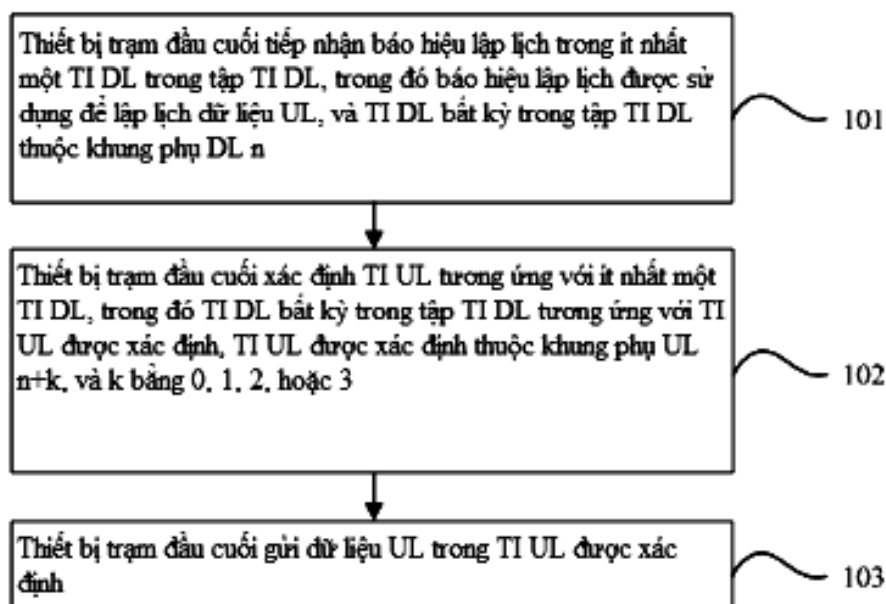 Thiết bị trạm đầu cuối tiếp nhận báo hiệu lập lịch trong ít nhất
một TI DL trong tập TI DL, trong đó báo hiệu lập lịch được sử
dụng để lập lịch dữ liệu UL, và TI DL bất kỳ trong tập TI DL
thuộc khung phụ DL n
101
Thiết bị trạm đầu cuối xác định TI UL tương ứng với ít nhất một
TI DL, trong đó TI DL bất kỳ trong tập TI DL tương ứng với TI
UL được xác định, TI UL được xác định thuộc khung phụ UL
n+k, và k bằng 0, 1, 2, hoặc 3
102
Thiết bị trạm đầu cuối gửi dữ liệu UL trong TI UL được xác
định
103